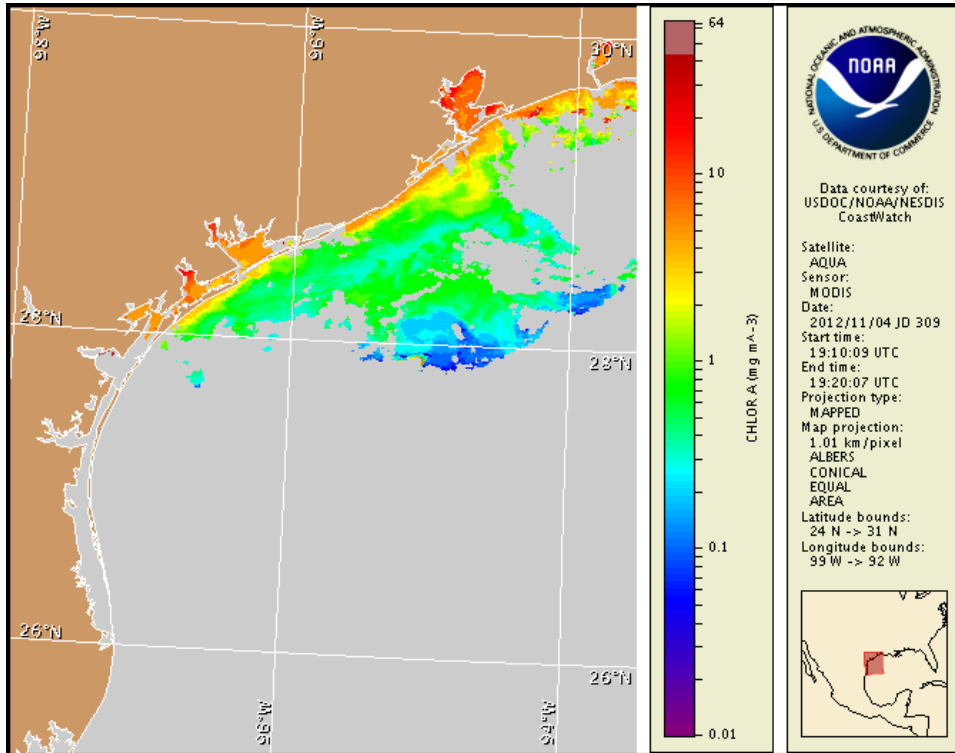 98°W
96°W
30°N
28°N
28°N
26°N
26°N
96°W
94°W
64
10
1
0.1
0.01
CHLOR A (mg m^-3)
NATIONAL OCEANIC AND ATMOSPHERIC ADMINISTRATION
NOAA
U.S. DEPARTMENT OF COMMERCE
Data courtesy of:
USDOC/NOAA/NESDIS
CoastWatch
Satellite:
AQUA
Sensor:
MODIS
Date:
2012/11/04 JD 309
Start time:
19:10:09 UTC
End time:
19:20:07 UTC
Projection type:
MAPPED
Map projection:
1.01 km/pixel
ALBERS
CONICAL
EQUAL
AREA
Latitude bounds:
24 N -> 31 N
Longitude bounds:
99 W -> 92 W